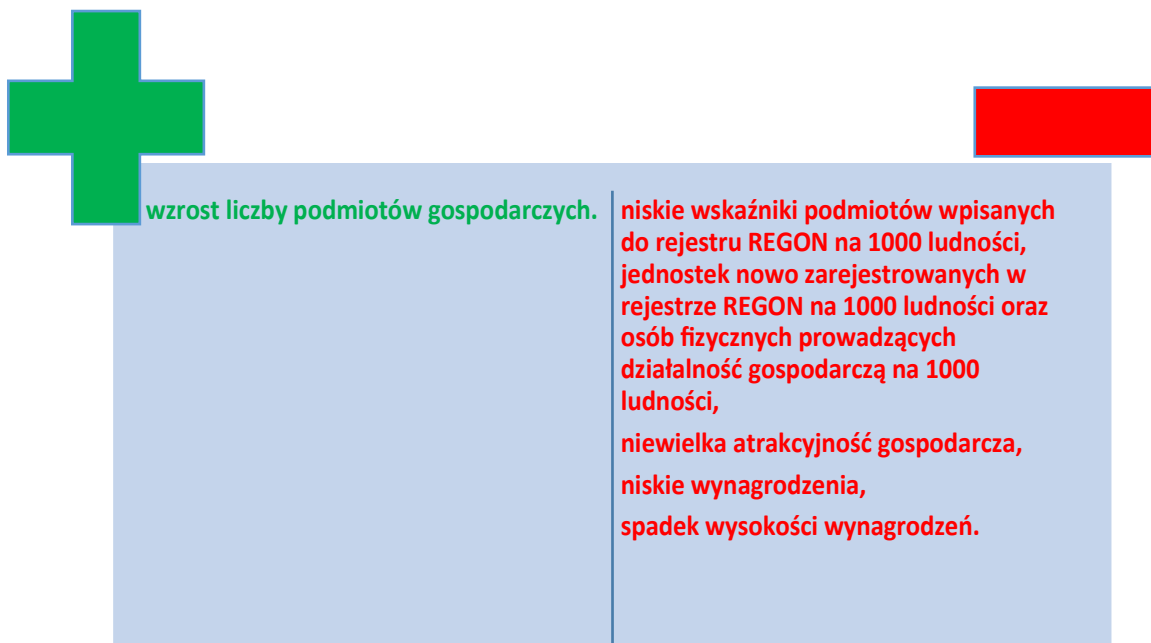 wzrost liczby podmiotów gospodarczych.
niskie wskaźniki podmiotów wpisanych
do rejestru REGON na 1000 ludności,
jednostek nowo zarejestrowanych w
rejestrze REGON na 1000 ludności oraz
osób fizycznych prowadzących
działalność gospodarczą na 1000
ludności,
niewielka atrakcyjność gospodarcza,
niskie wynagrodzenia,
spadek wysokości wynagrodzeń.